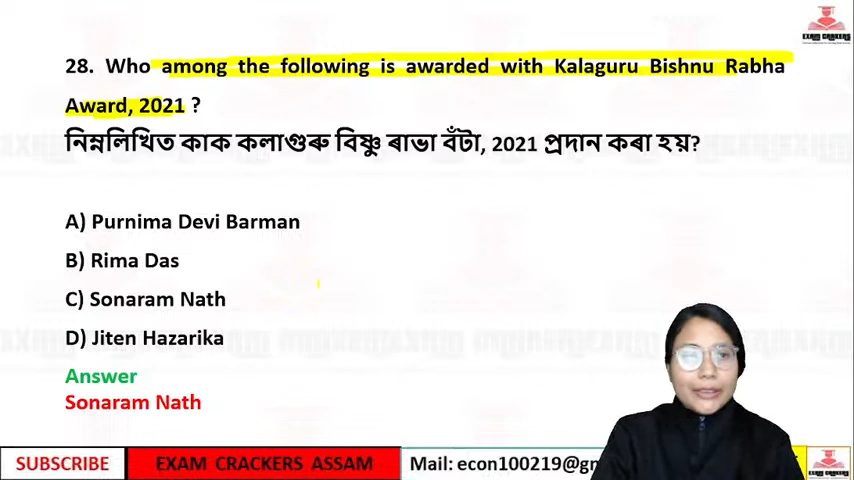 EXAM CRACKERS
28. Who among the following is awarded with Kalaguru Bishnu Rabha
Award, 2021 ?
নিম্নলিখিত কাক কলাগুৰু বিষ্ণু ৰাভা বঁটা, 2021 প্ৰদান কৰা হয়?
A) Purnima Devi Barman
B) Rima Das
C) Sonaram Nath
D) Jiten Hazarika
Answer
Sonaram Nath
SUBSCRIBE
EXAM CRACKERS ASSAM
Mail: econ100219@gm